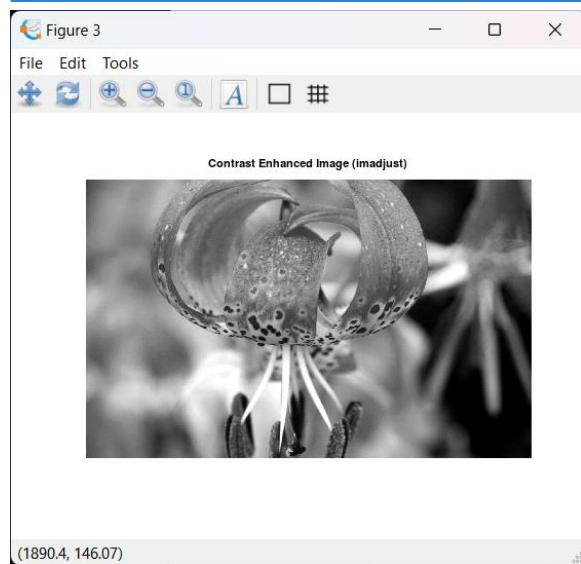 Figure 3
File Edit Tools
A
Contrast Enhanced Image (imadjust)
(1890.4, 146.07)